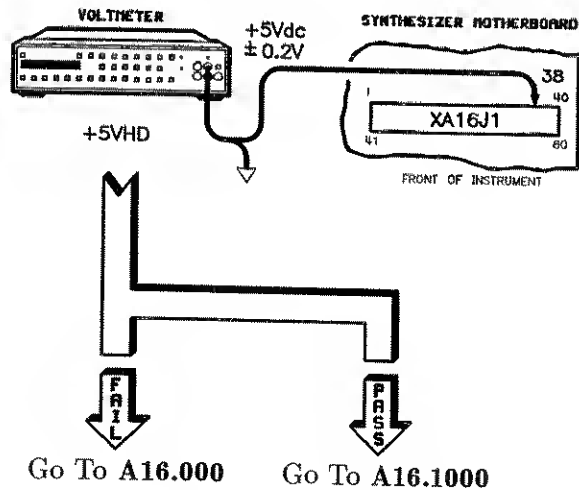 VOLTMETER
+5Vdc
± 0.2V
SYNTHESIZER MOTHERBOARD
38
1
40
XA16J1
41
80
FRONT OF INSTRUMENT
+5VHD
FAIL
PASS
Go To A16.000
Go To A16.1000